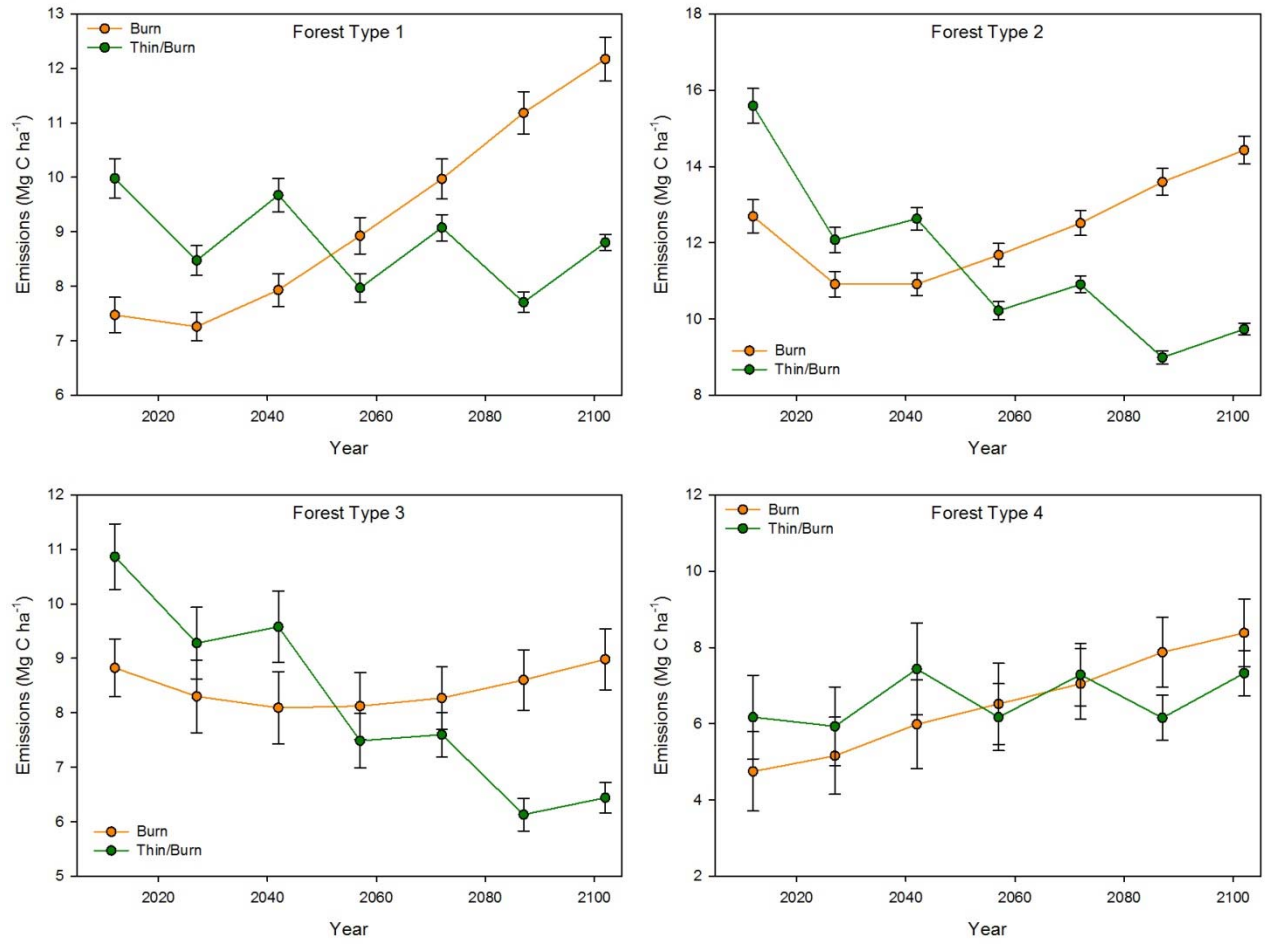 Forest Type 1
Burn
Thin/Burn
Emissions (Mg C ha⁻¹)
13
12
11
10
9
8
7
6
2020 2040 2060 2080 2100
Year
Forest Type 2
Burn
Thin/Burn
Emissions (Mg C ha⁻¹)
18
16
14
12
10
8
2020 2040 2060 2080 2100
Year
Forest Type 3
Burn
Thin/Burn
Emissions (Mg C ha⁻¹)
12
11
10
9
8
7
6
5
2020 2040 2060 2080 2100
Year
Forest Type 4
Burn
Thin/Burn
Emissions (Mg C ha⁻¹)
12
10
8
6
4
2
2020 2040 2060 2080 2100
Year